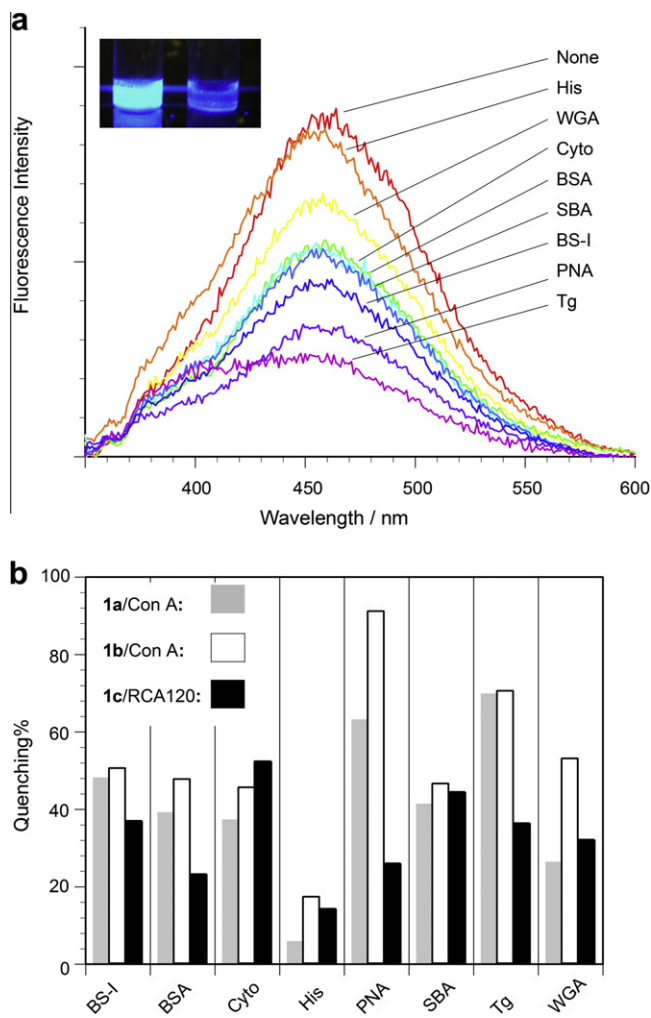 a
None
His
WGA
Cyto
BSA
SBA
BS-I
PNA
Tg
Fluorescence Intensity
400 450 500 550 600
Wavelength / nm
b
100
80
60
40
20
0
Quenching%
1a/Con A:
1b/Con A:
1c/RCA120:
BS-I BSA Cyto His PNA SBA Tg WGA